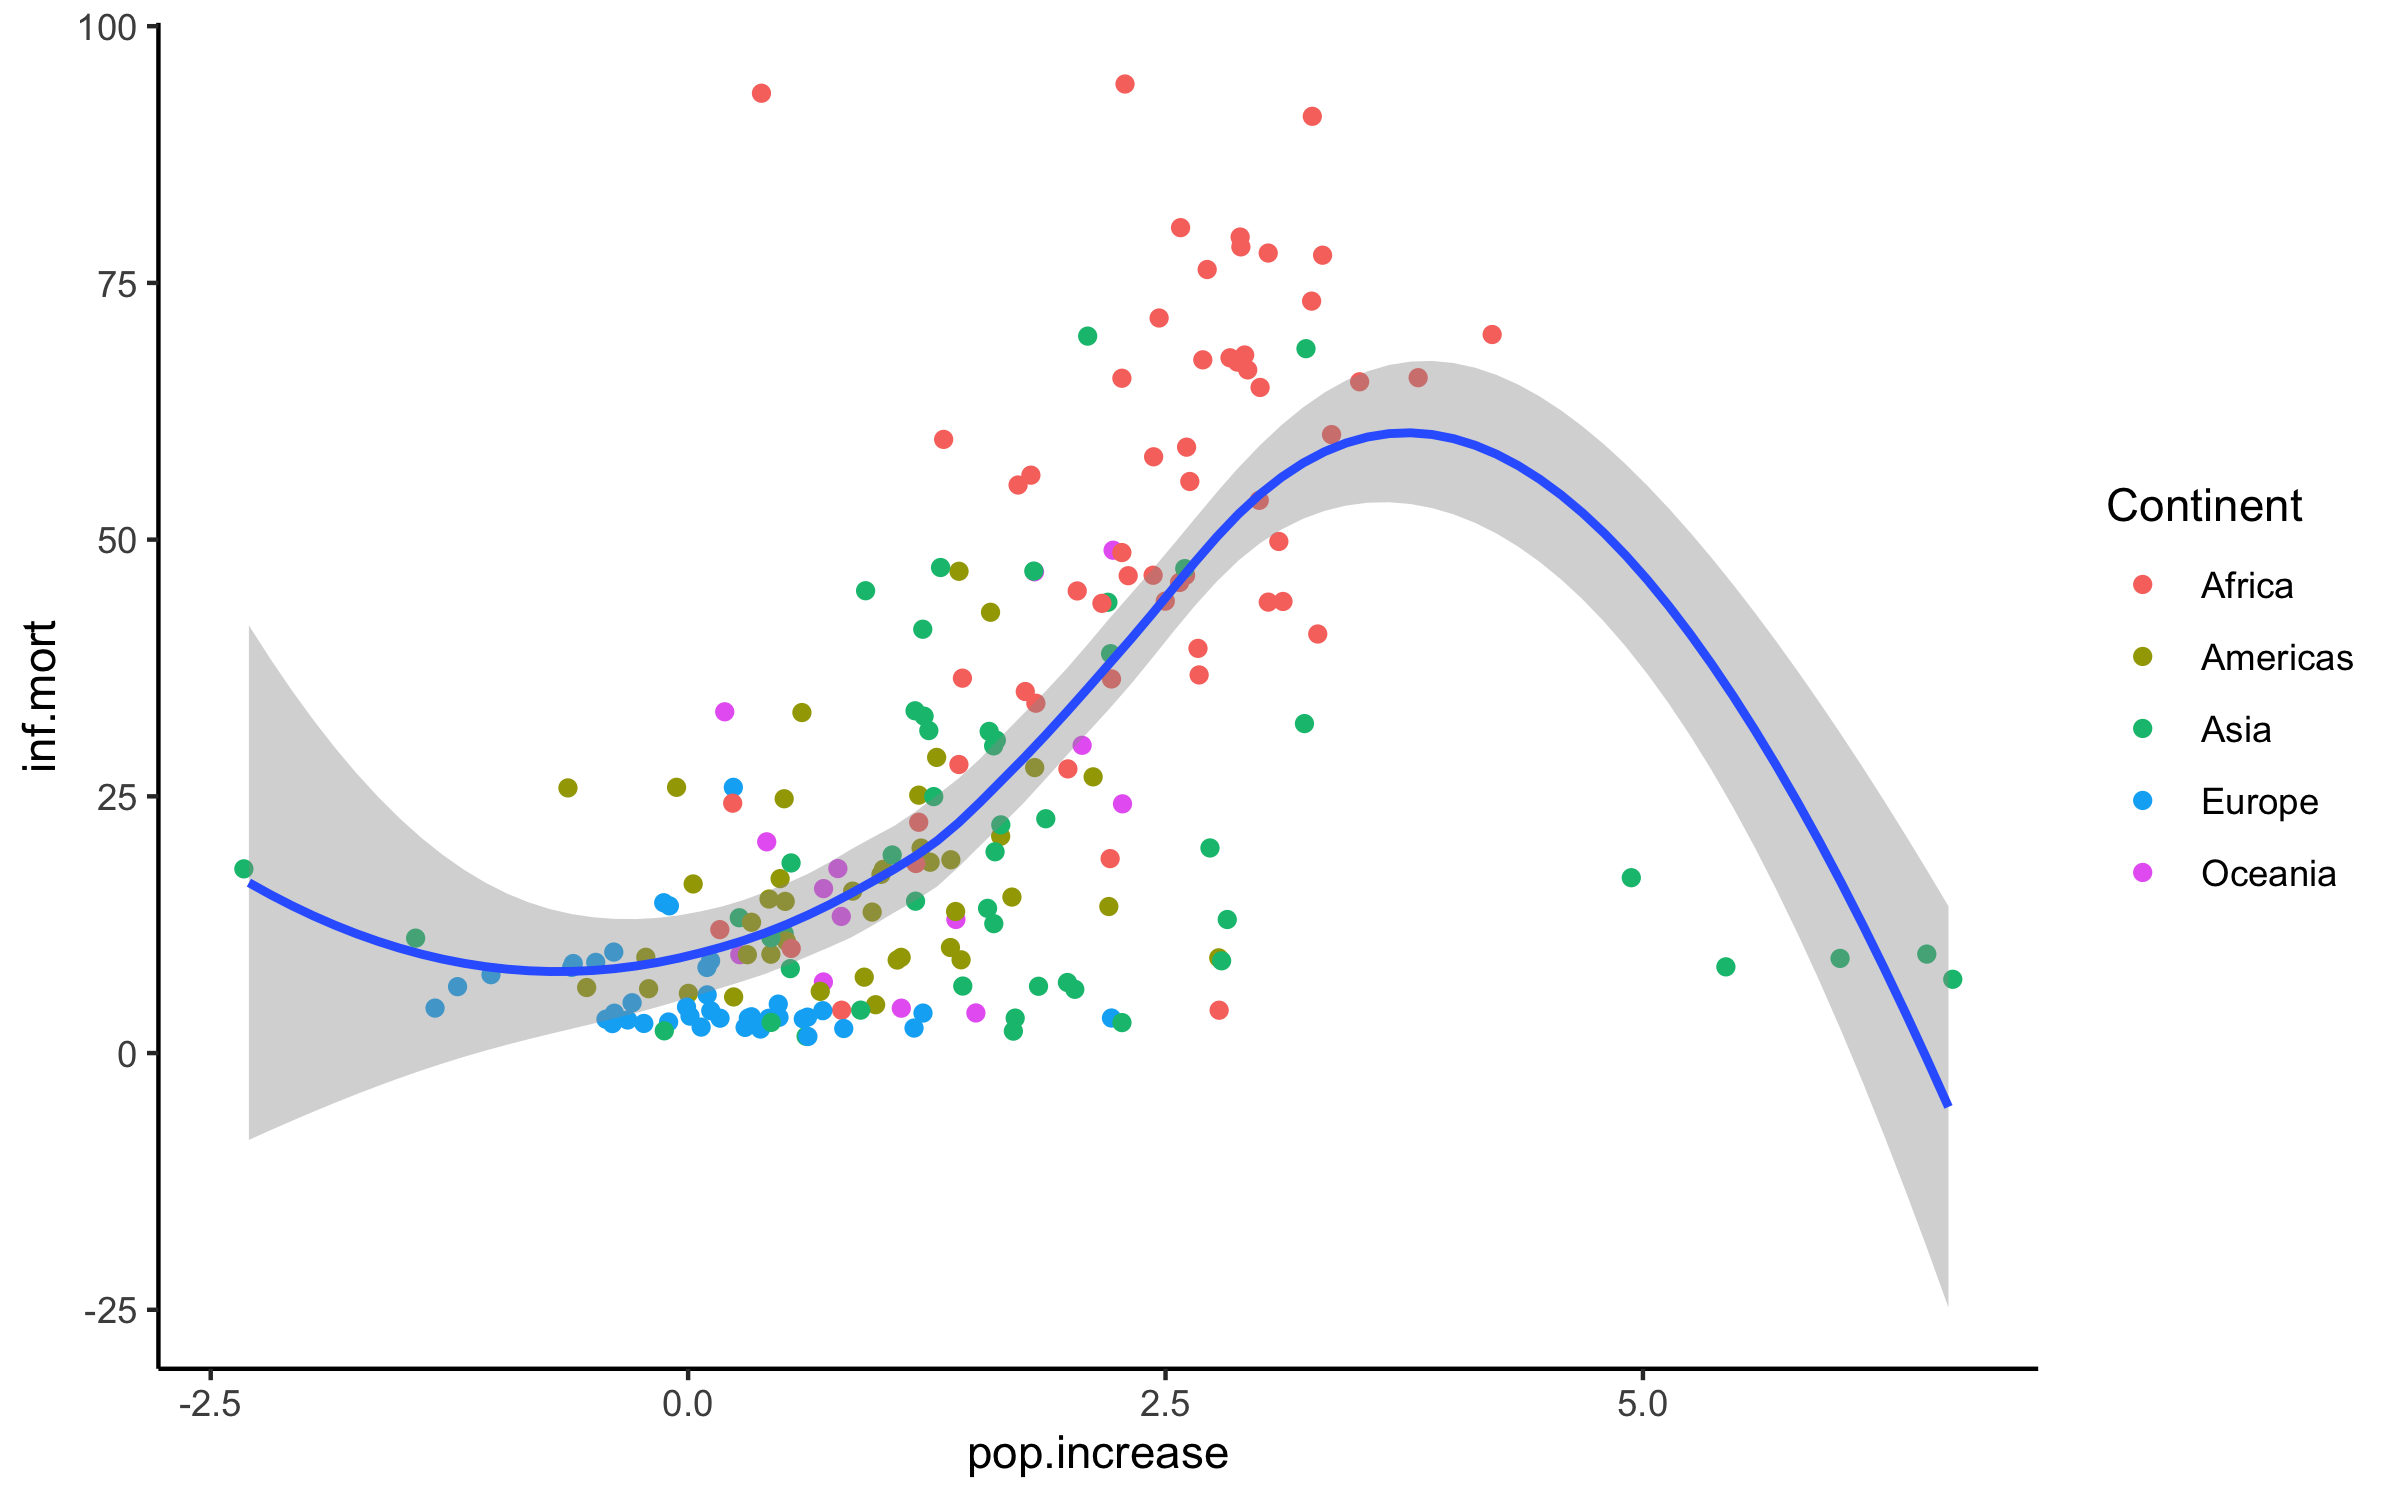 100
75
50
25
0
-25
inf.mort
-2.5 0.0 2.5 5.0
pop.increase
Continent
Africa
Americas
Asia
Europe
Oceania